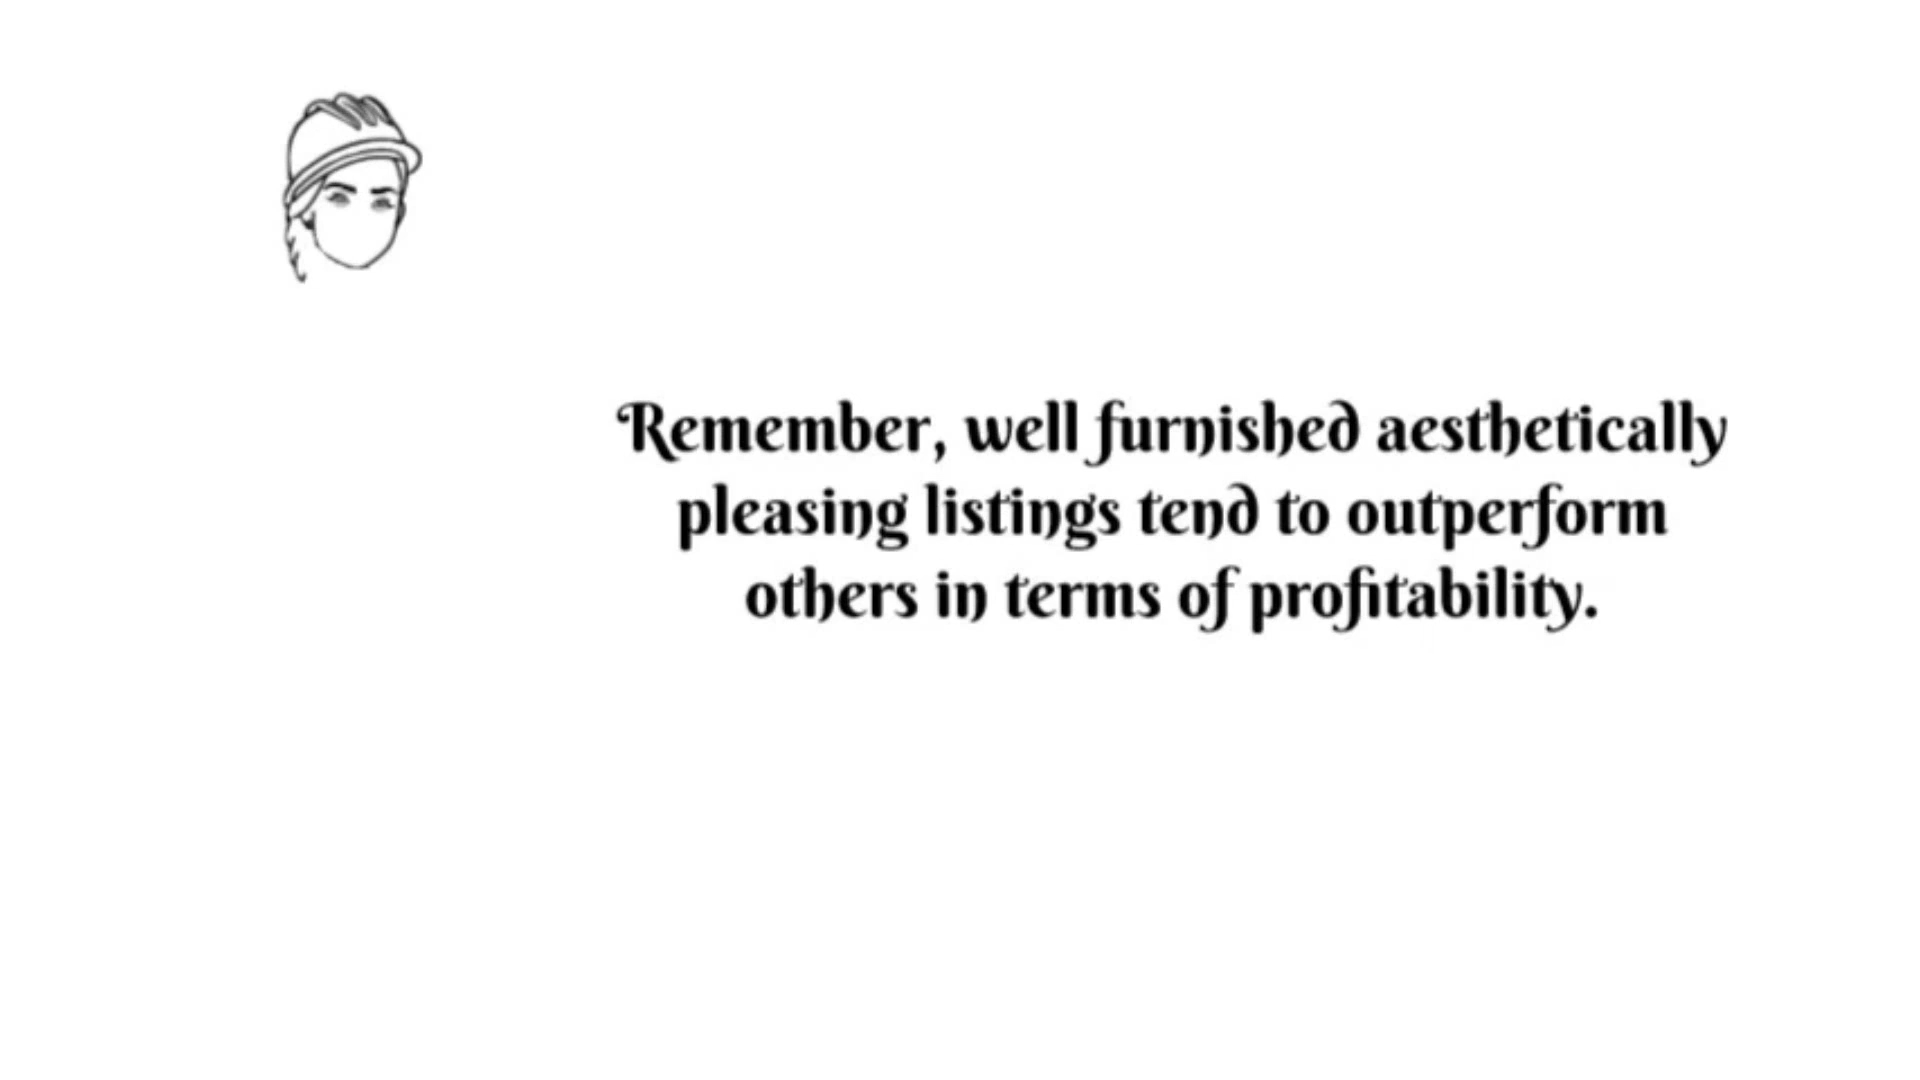 Remember, well furnished aesthetically
pleasing listings tend to outperform
others in terms of profitability.